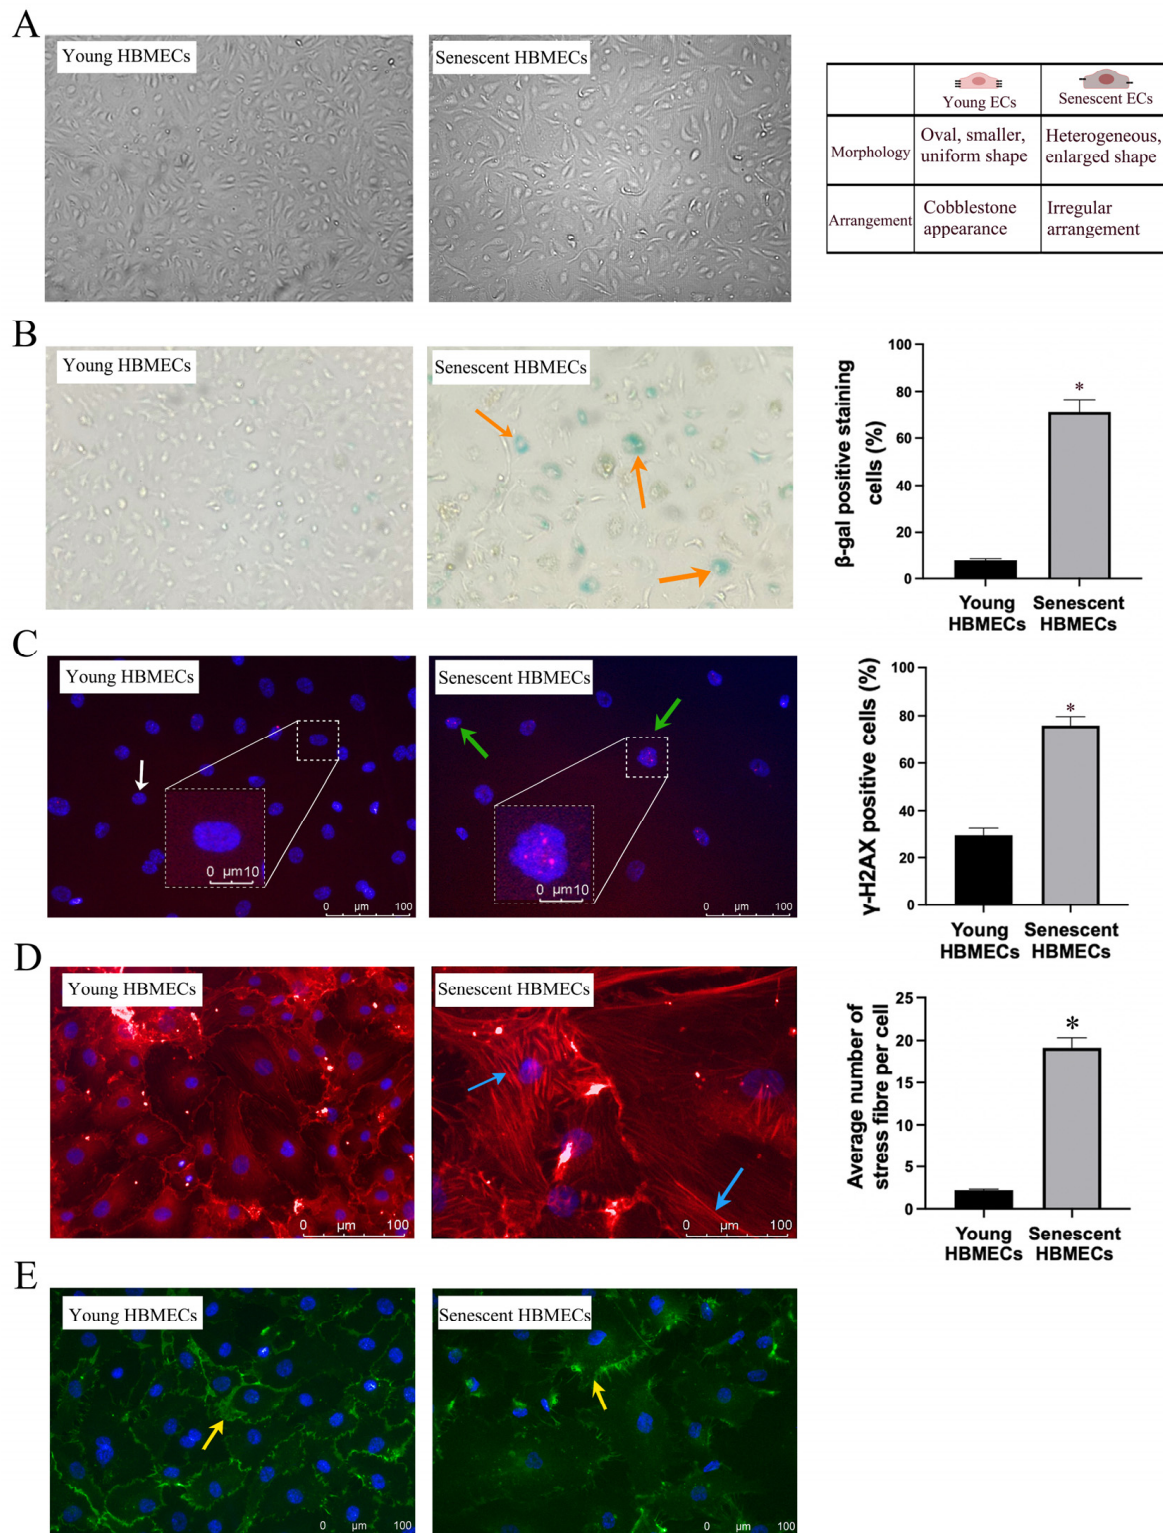 A
Young HBMECs
Senescent HBMECs
Young ECs
Senescent ECs
Morphology
Oval, smaller,
uniform shape
Heterogeneous,
enlarged shape
Arrangement
Cobblestone
appearance
Irregular
arrangement
B
Young HBMECs
Senescent HBMECs
β-gal positive staining
cells (%)
100
80
60
40
20
0
*
Young
HBMECs
Senescent
HBMECs
C
Young HBMECs
0 µm10
0 µm 100
Senescent HBMECs
0 µm10
0 µm 100
γ-H2AX positive cells (%)
100
80
60
40
20
0
*
Young
HBMECs
Senescent
HBMECs
D
Young HBMECs
0 µm 100
Senescent HBMECs
0 µm 100
Average number of
stress fibre per cell
25
20
15
10
5
0
*
Young
HBMECs
Senescent
HBMECs
E
Young HBMECs
0 µm 100
Senescent HBMECs
0 µm 100